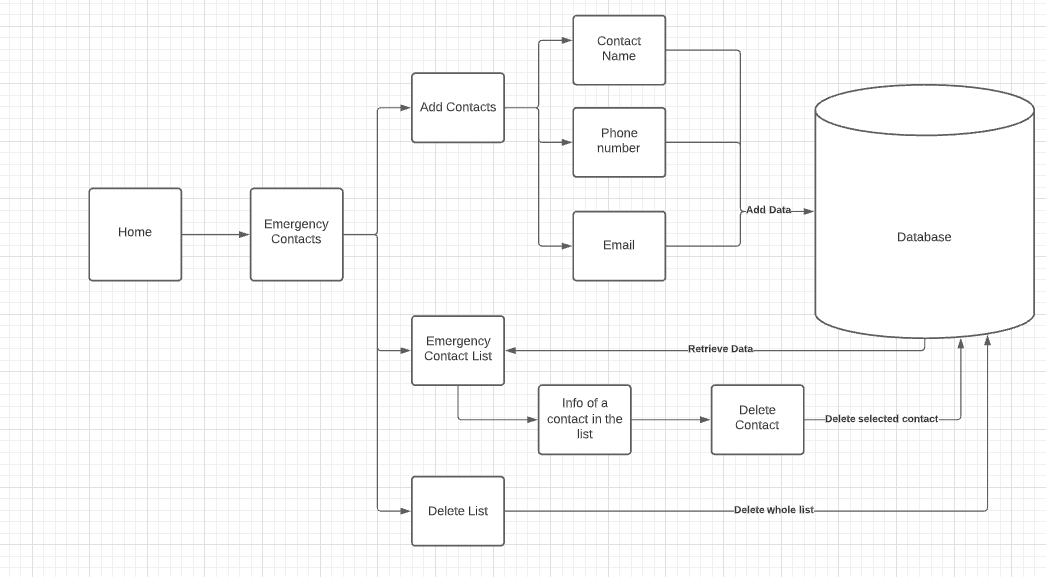 Contact
Name
Add Contacts
Phone
number
Home
Emergency
Contacts
Email
Add Data
Database
Emergency
Contact List
Retrieve Data
Info of a
contact in the
list
Delete
Contact
Delete selected contact
Delete List
Delete whole list